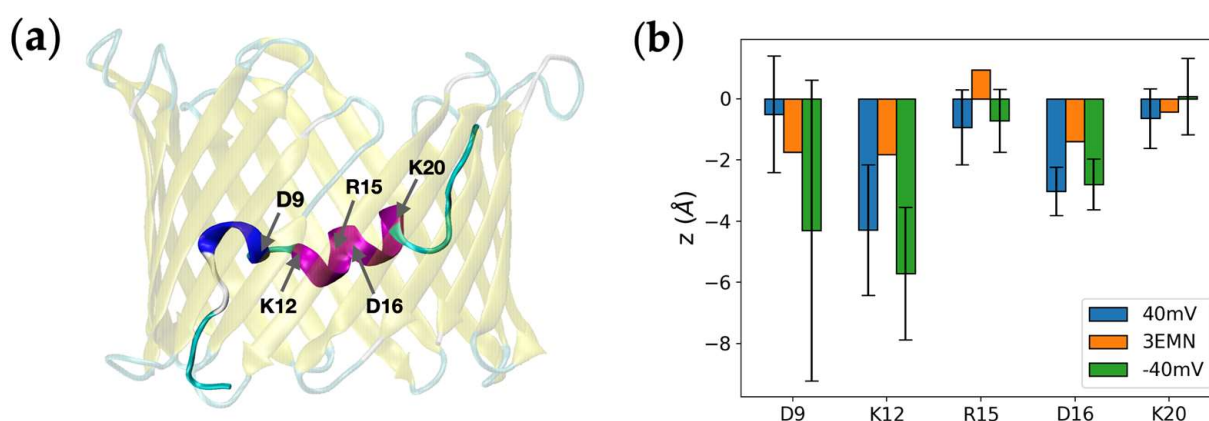 (a)
D9
R15
K20
K12
D16
(b)
z (Å)
0
−2
−4
−6
−8
40mV
3EMN
-40mV
D9 K12 R15 D16 K20